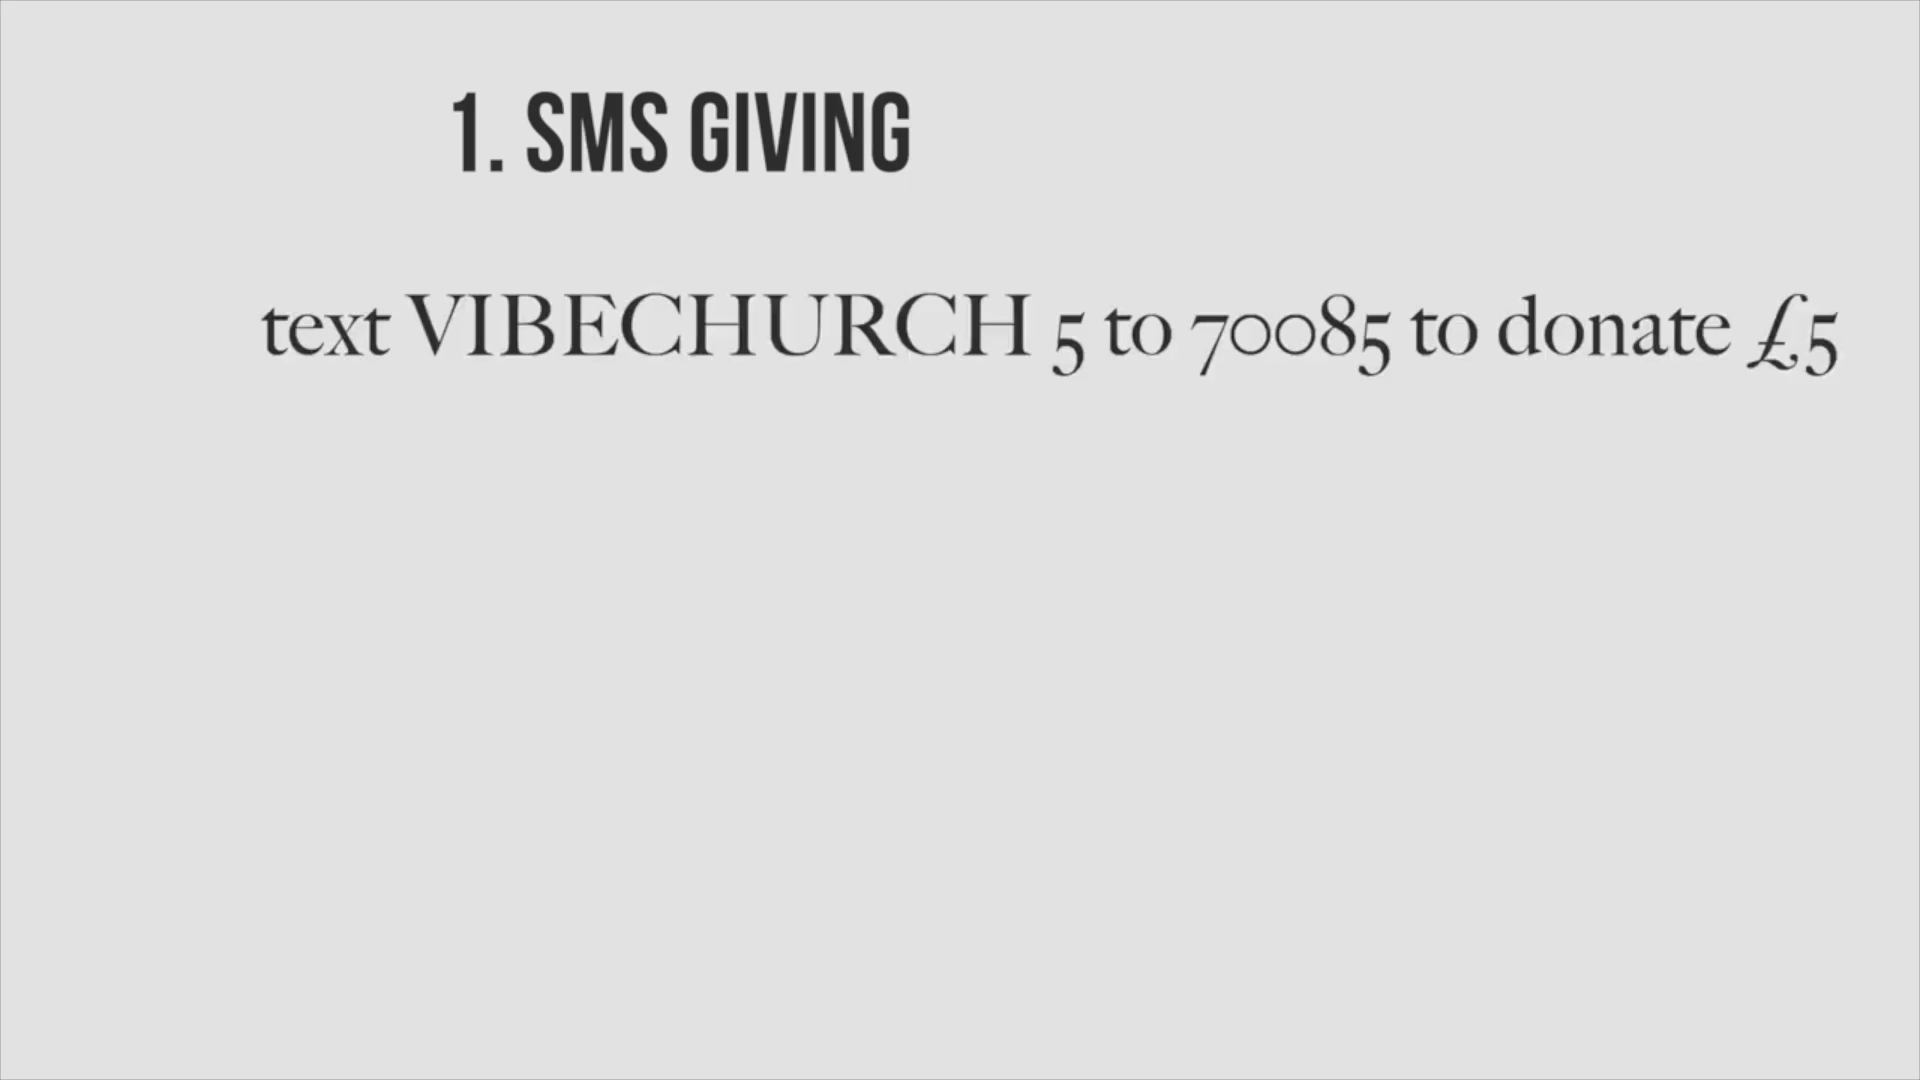 1. SMS GIVING
text VIBECHURCH 5 to 70085 to donate £5